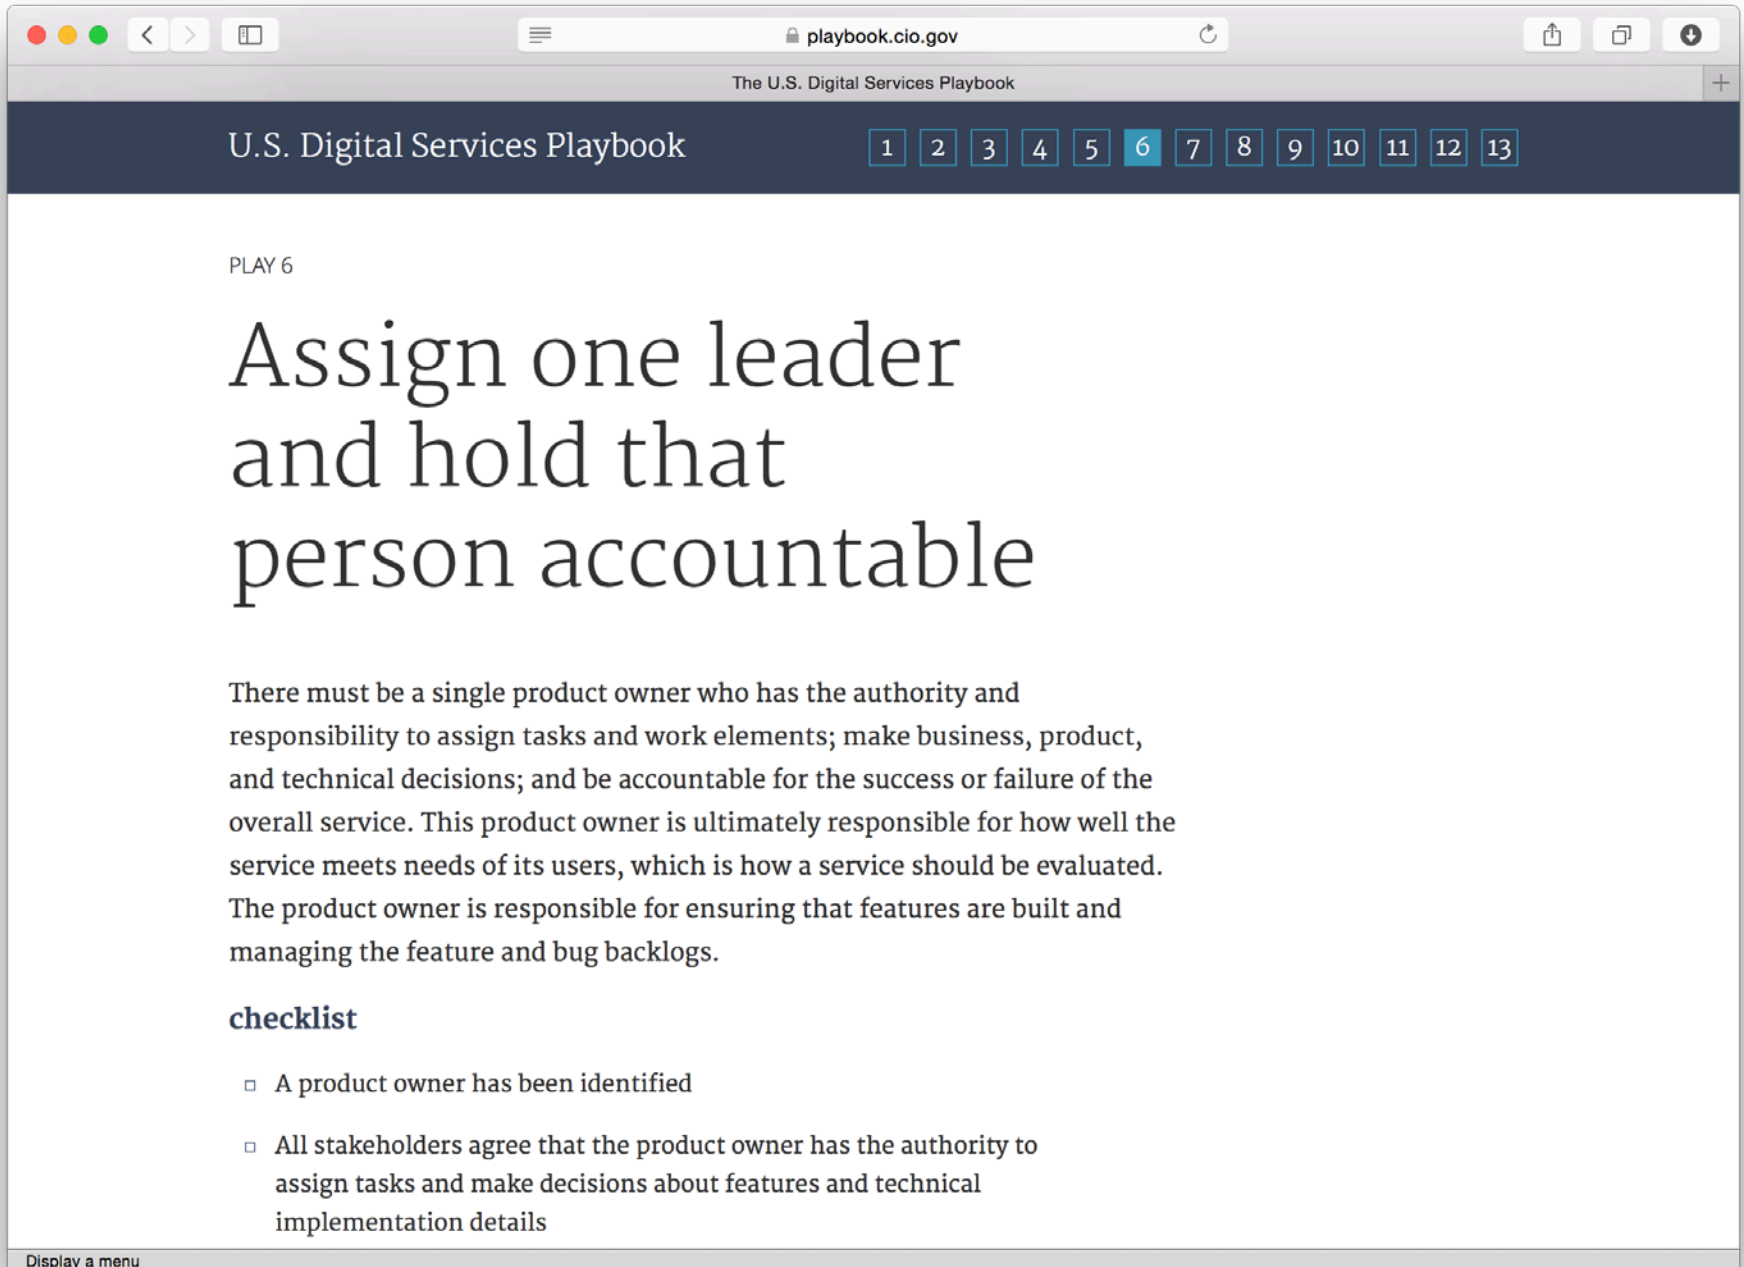 playbook.cio.gov
The U.S. Digital Services Playbook
U.S. Digital Services Playbook 1 2 3 4 5 6 7 8 9 10 11 12 13
PLAY 6
Assign one leader
and hold that
person accountable
There must be a single product owner who has the authority and
responsibility to assign tasks and work elements; make business, product,
and technical decisions; and be accountable for the success or failure of the
overall service. This product owner is ultimately responsible for how well the
service meets needs of its users, which is how a service should be evaluated.
The product owner is responsible for ensuring that features are built and
managing the feature and bug backlogs.
checklist
A product owner has been identified
All stakeholders agree that the product owner has the authority to
assign tasks and make decisions about features and technical
implementation details
Display a menu